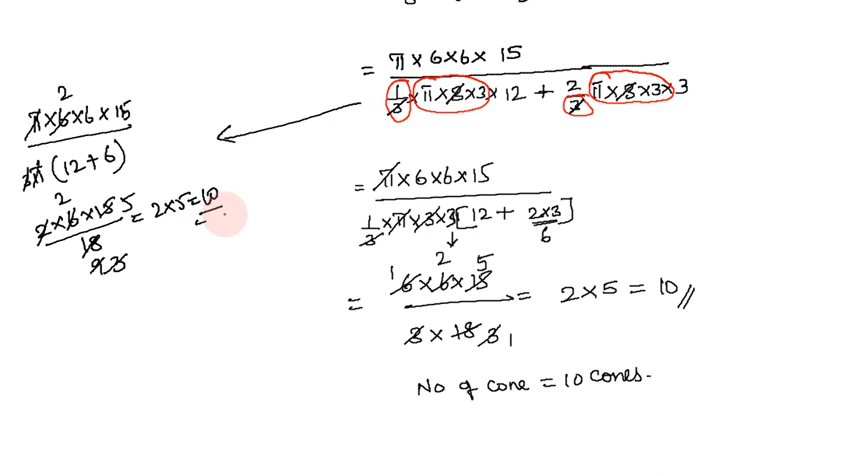 = π × 6 × 6 × 15
1/3 × π × 3 × 3 × 12 + 2/3 π × 3 × 3 × 3
2
π × 6 × 6 × 15
3π (12 + 6)
2
2 × 6 × 15 5 = 2 × 5 = 10
18
= π × 6 × 6 × 15
1/3 × π × 3 × 3 [12 + 2×3/6]
1 2 5
= 6 × 6 × 15 = 2 × 5 = 10 //
3 × 18 3 1
No of cone = 10 cones.